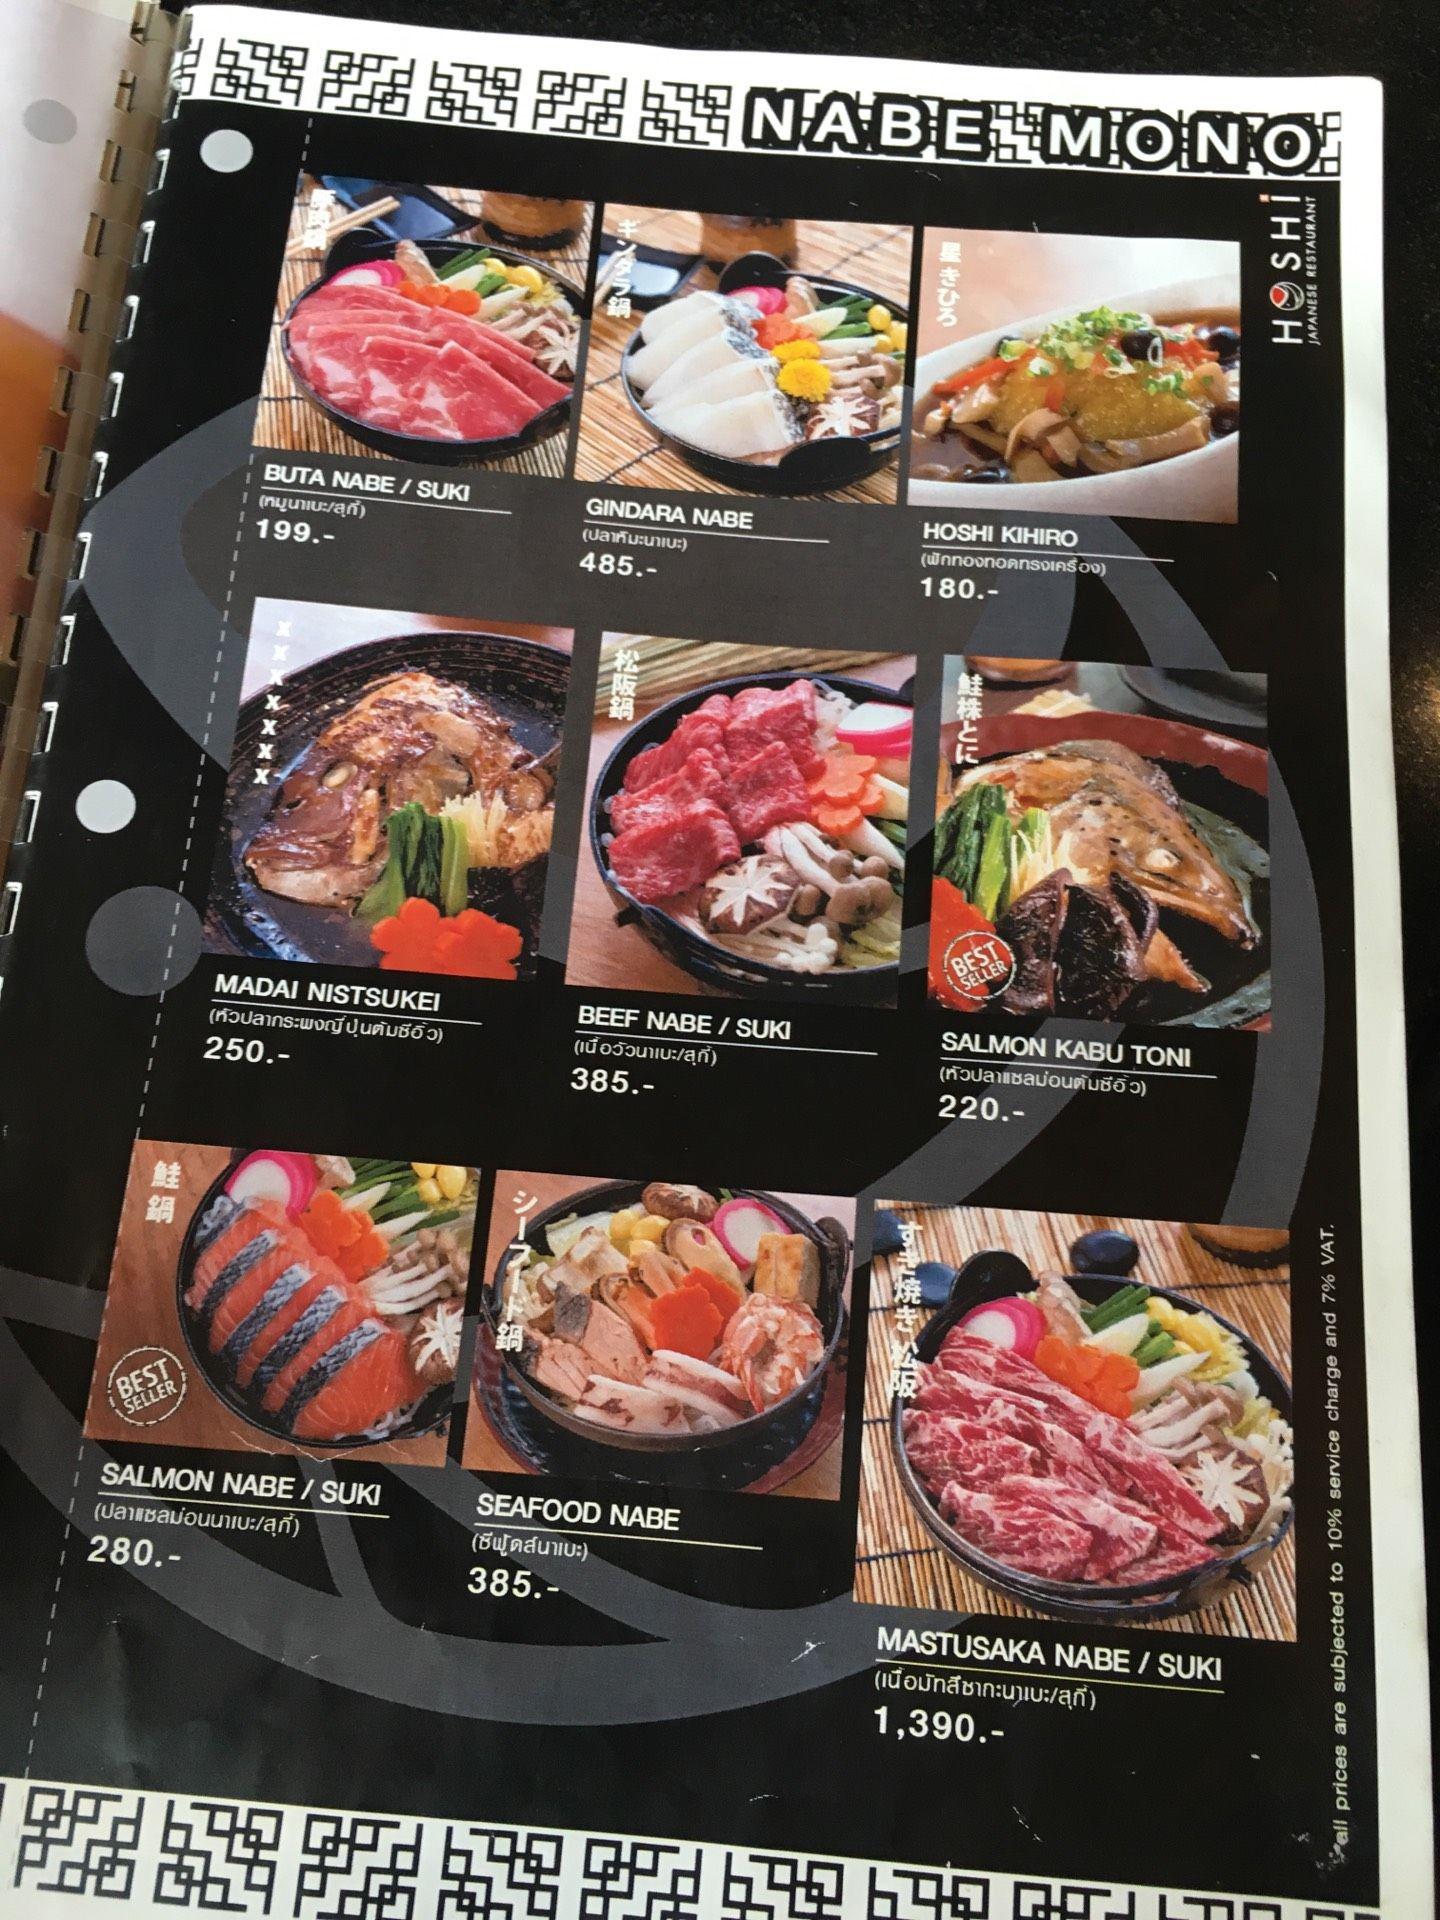 NABE MONO
HOSHI
JAPANESE RESTAURANT
豚肉鍋
BUTA NABE / SUKI
(หมูนาเบะ/สุกี้)
199.-
ギンダラ鍋
GINDARA NABE
(ปลาหิมะนาเบะ)
485.-
星きひろ
HOSHI KIHIRO
(ฟักทองทอดทรงเครื่อง)
180.-
xxxxxxx
MADAI NISTSUKEI
(หัวปลากระพงญี่ปุ่นต้มซีอิ๊ว)
250.-
松阪鍋
BEEF NABE / SUKI
(เนื้อวัวนาเบะ/สุกี้)
385.-
鮭株とに
BEST SELLER
SALMON KABU TONI
(หัวปลาแซลม่อนต้มซีอิ๊ว)
220.-
鮭鍋
BEST SELLER
SALMON NABE / SUKI
(ปลาแซลม่อนนาเบะ/สุกี้)
280.-
シーフード鍋
SEAFOOD NABE
(ซีฟู้ดส์นาเบะ)
385.-
すき焼き 松阪
MASTUSAKA NABE / SUKI
(เนื้อมัทสึซากะนาเบะ/สุกี้)
1,390.-
all prices are subjected to 10% service charge and 7% VAT.